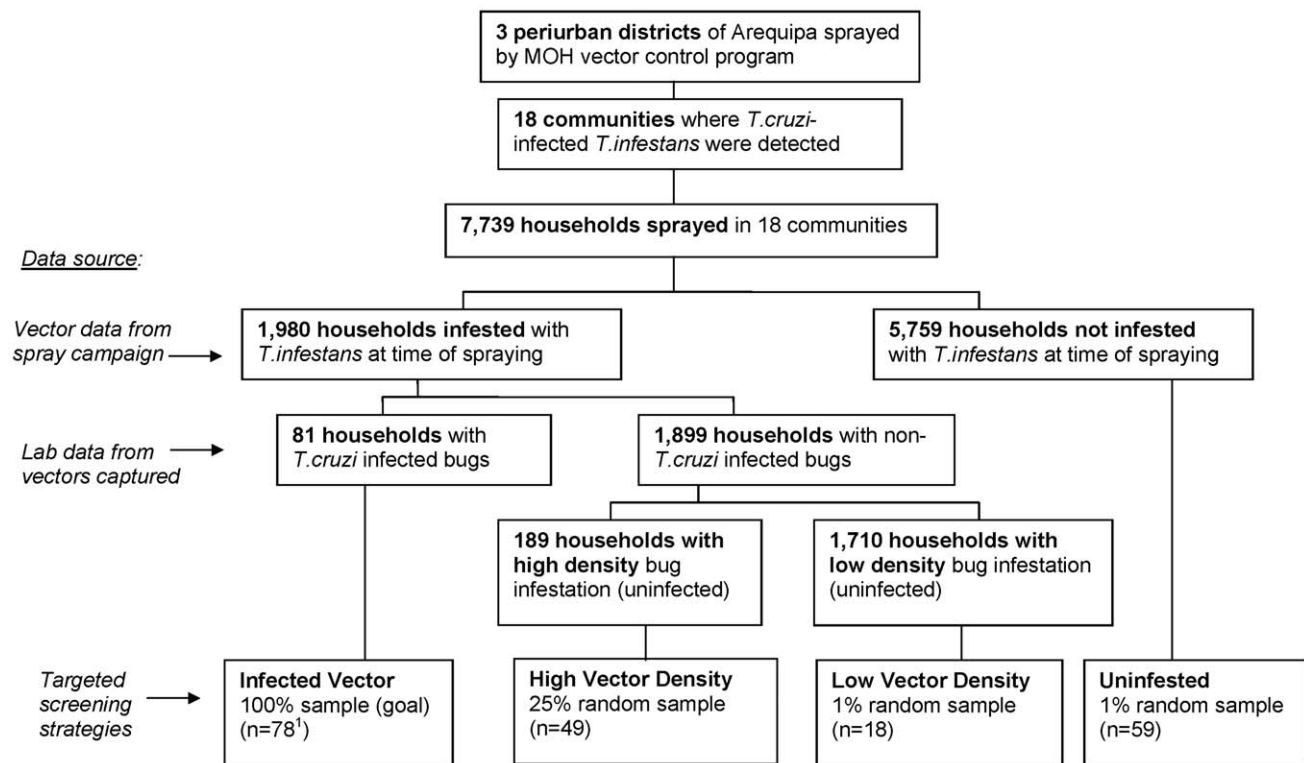 3 periurban districts of Arequipa sprayed
by MOH vector control program
18 communities where T.cruzi-
infected T.infestans were detected
7,739 households sprayed in 18 communities
Data source:
Vector data from
spray campaign
1,980 households infested with
T.infestans at time of spraying
5,759 households not infested
with T.infestans at time of spraying
Lab data from
vectors captured
81 households with
T.cruzi infected bugs
1,899 households with non-
T.cruzi infected bugs
189 households with
high density bug
infestation (uninfected)
1,710 households with
low density bug infestation
(uninfected)
Targeted
screening
strategies
Infected Vector
100% sample (goal)
(n=78¹)
High Vector Density
25% random sample
(n=49)
Low Vector Density
1% random sample
(n=18)
Uninfested
1% random sample
(n=59)